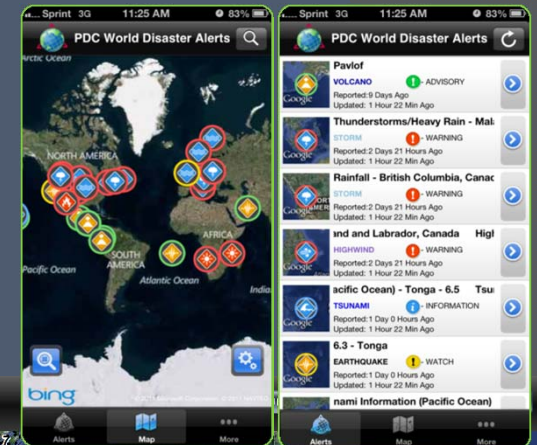 Sprint 3G 11:25 AM 83%
PDC World Disaster Alerts
Arctic Ocean
NORTH AMERICA
AFRICA
SOUTH
AMERICA
Pacific Ocean
Atlantic Ocean
India
bing
Alerts Map More
Sprint 3G 11:25 AM 83%
PDC World Disaster Alerts
Pavlof
VOLCANO - ADVISORY
Reported:9 Days Ago
Updated: 1 Hour 22 Min Ago
Google
Thunderstorms/Heavy Rain - Mal
STORM - WARNING
Reported:2 Days 21 Hours Ago
Updated: 1 Hour 22 Min Ago
Google
Rainfall - British Columbia, Canad
STORM - WARNING
Reported:2 Days 21 Hours Ago
Updated: 1 Hour 22 Min Ago
Google
nd and Labrador, Canada High
HIGHWIND - WARNING
Reported:2 Days 21 Hours Ago
Updated: 1 Hour 22 Min Ago
Google
acific Ocean) - Tonga - 6.5 Tsu
TSUNAMI - INFORMATION
Reported:1 Day 0 Hours Ago
Updated: 1 Hour 22 Min Ago
Google
6.3 - Tonga
EARTHQUAKE - WATCH
Reported:1 Day 0 Hours Ago
Updated: 1 Hour 22 Min Ago
Google
nami Information (Pacific Ocean)
Alerts Map More